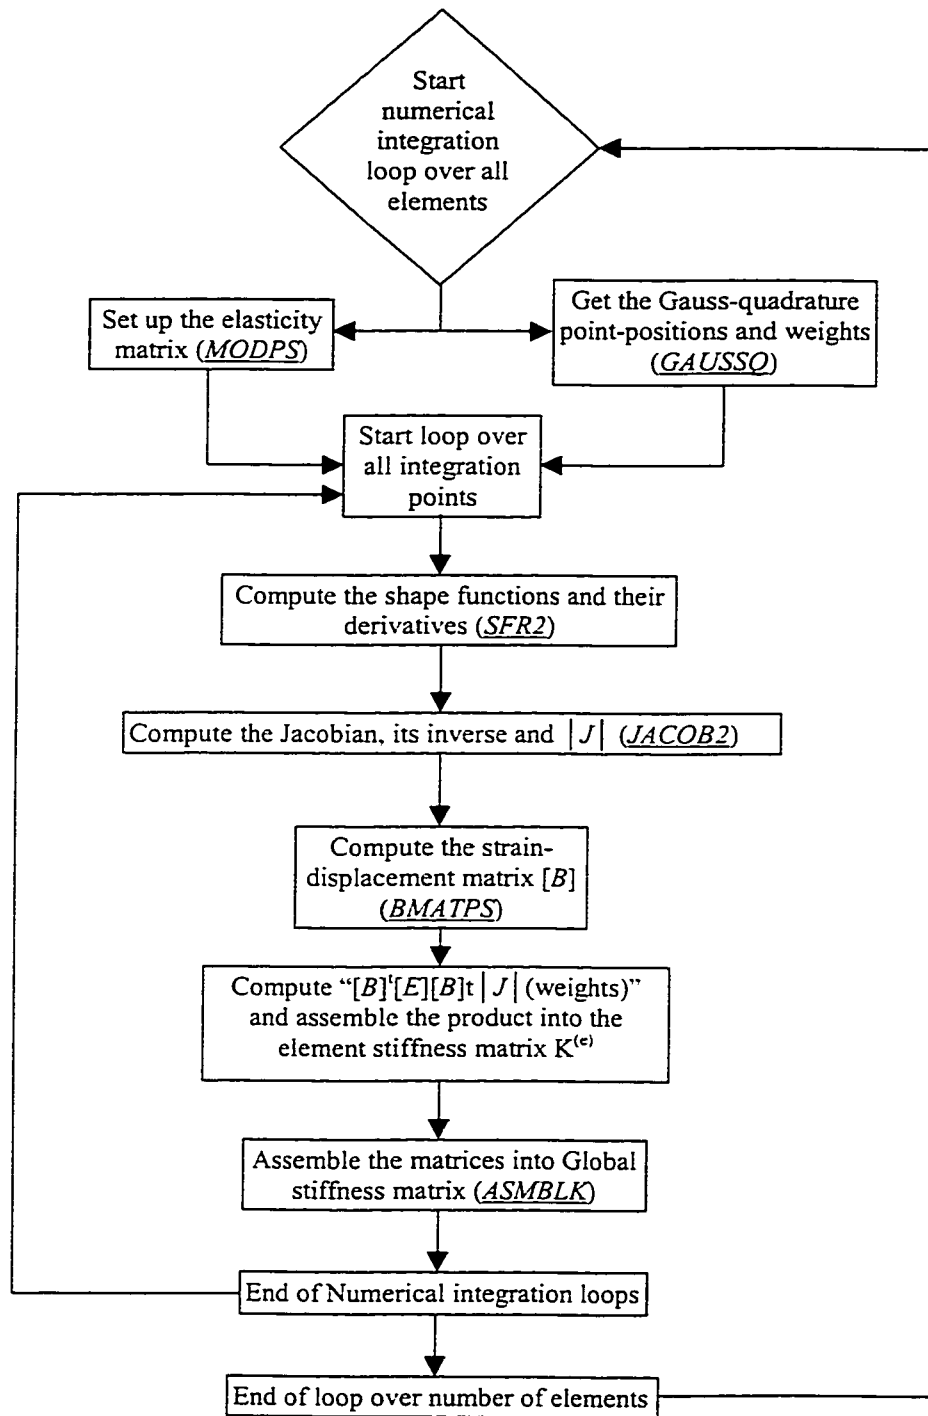 Start
numerical
integration
loop over all
elements
Set up the elasticity
matrix (MODPS)
Get the Gauss-quadrature
point-positions and weights
(GAUSSQ)
Start loop over
all integration
points
Compute the shape functions and their
derivatives (SFR2)
Compute the Jacobian, its inverse and |J| (JACOB2)
Compute the strain-
displacement matrix [B]
(BMATPS)
Compute “[B]ᵗ[E][B]t|J|(weights)”
and assemble the product into the
element stiffness matrix K⁽ᵉ⁾
Assemble the matrices into Global
stiffness matrix (ASMBLK)
End of Numerical integration loops
End of loop over number of elements